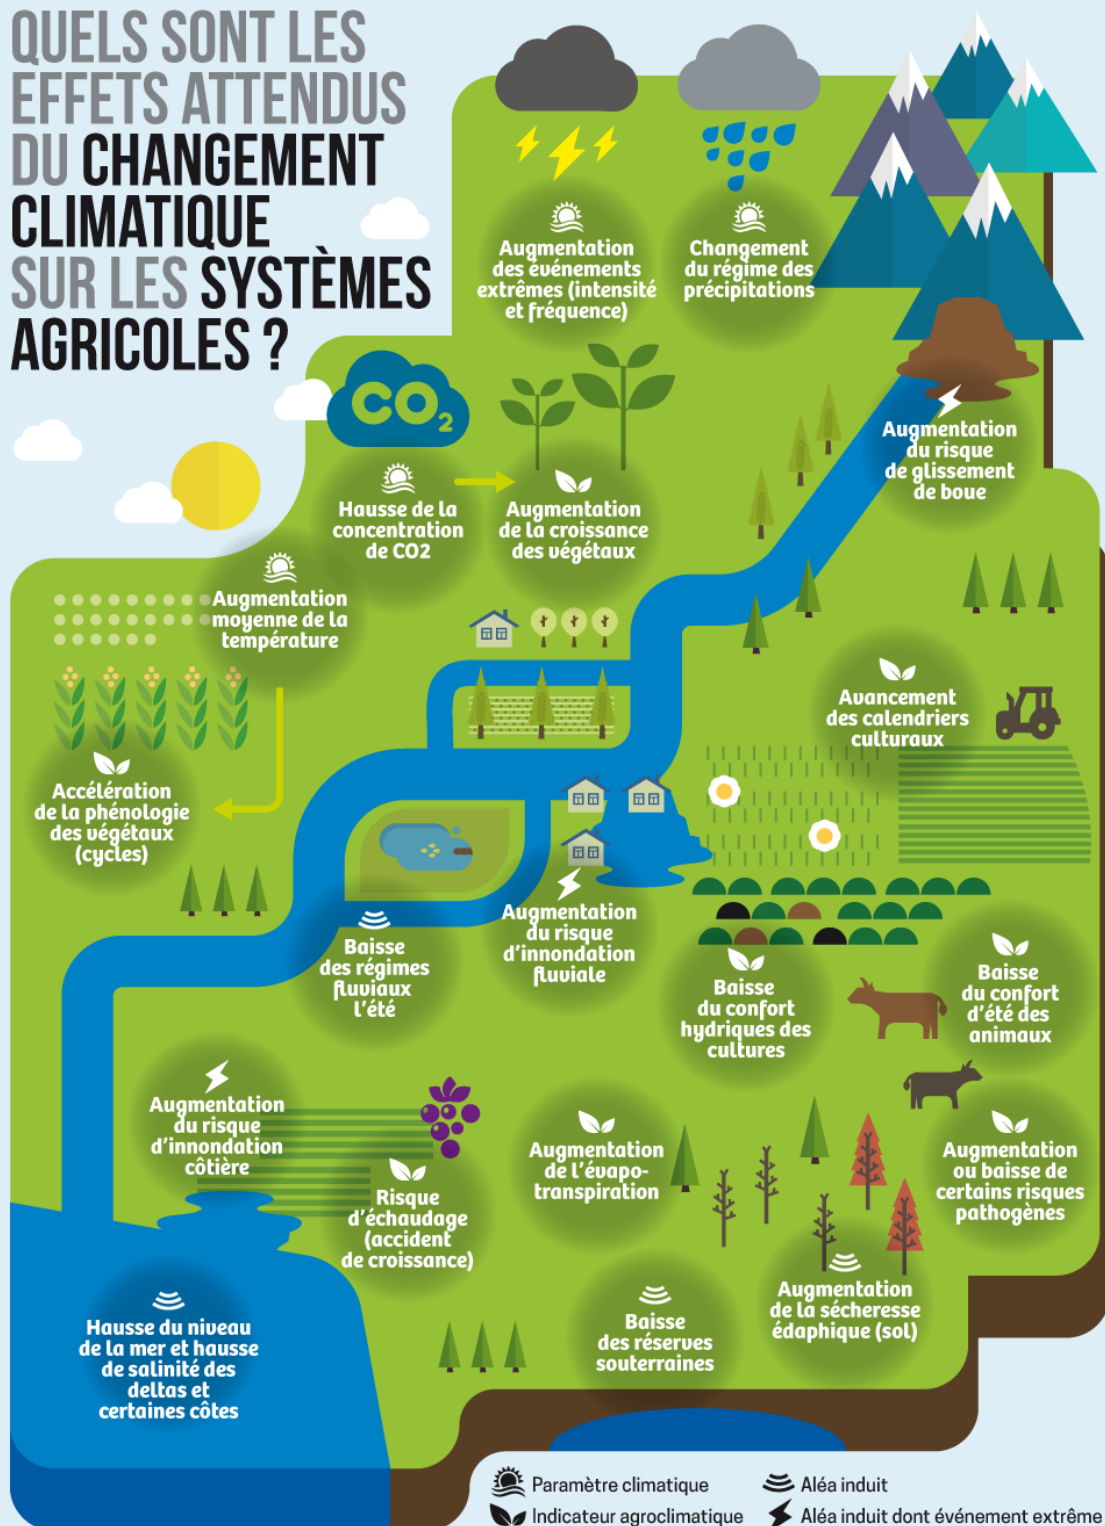 QUELS SONT LES
EFFETS ATTENDUS
DU CHANGEMENT
CLIMATIQUE
SUR LES SYSTÈMES
AGRICOLES ?
Augmentation
des événements
extrêmes (intensité
et fréquence)
Changement
du régime des
précipitations
CO2
Augmentation
du risque
de glissement
de boue
Hausse de la
concentration
de CO2
Augmentation
de la croissance
des végétaux
Augmentation
moyenne de la
température
Avancement
des calendriers
culturaux
Accélération
de la phénologie
des végétaux
(cycles)
Baisse
des régimes
fluviaux
l'été
Augmentation
du risque
d'innondation
fluviale
Baisse
du confort
hydriques des
cultures
Baisse
du confort
d'été des
animaux
Augmentation
du risque
d'innondation
côtière
Risque
d'échaudage
(accident
de croissance)
Augmentation
de l'évapo-
transpiration
Augmentation
ou baisse de
certains risques
pathogènes
Hausse du niveau
de la mer et hausse
de salinité des
deltas et
certaines côtes
Baisse
des réserves
souterraines
Augmentation
de la sécheresse
édaphique (sol)
Paramètre climatique
Aléa induit
Indicateur agroclimatique
Aléa induit dont événement extrême